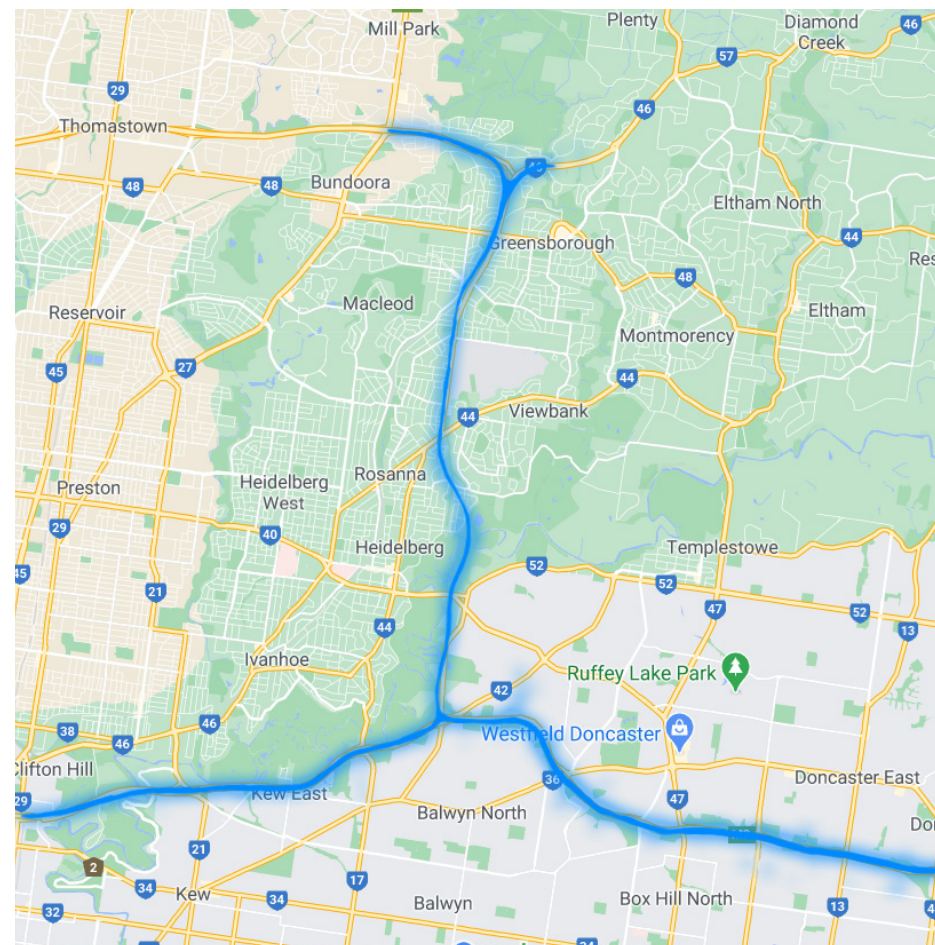 Mill Park
Plenty
Diamond
Creek
46
57
29
46
Thomastown
48
48
Bundoora
Eltham North
Greensborough
44
Res
48
Macleod
Reservoir
Eltham
Montmorency
27
45
44
44
Viewbank
Rosanna
Preston
Heidelberg
West
29
40
Heidelberg
Templestowe
52
52
45
21
47
52
13
44
Ivanhoe
Ruffey Lake Park
42
38
46
46
Westfield Doncaster
Clifton Hill
36
Doncaster East
29
Kew East
47
Balwyn North
Do
21
2
34
17
Kew
34
Balwyn
Box Hill North
13
4
32
34